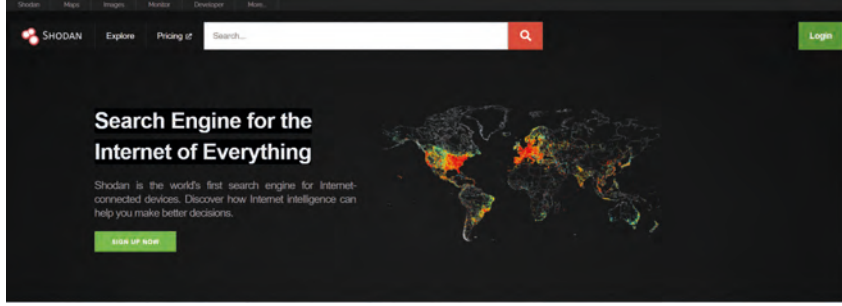 Shodan Maps Images Monitor Developer More...
SHODAN Explore Pricing Search... Login
Search Engine for the
Internet of Everything
Shodan is the world's first search engine for Internet-
connected devices. Discover how Internet intelligence can
help you make better decisions.
SIGN UP NOW